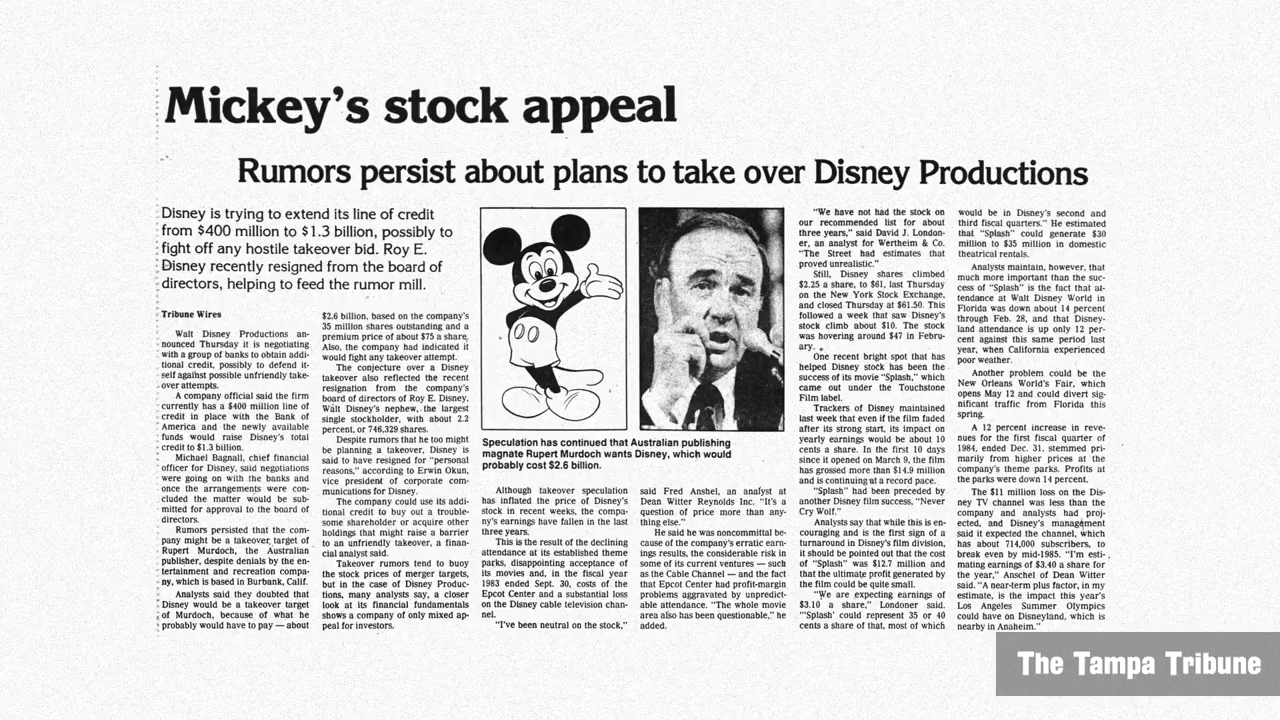 Mickey's stock appeal
Rumors persist about plans to take over Disney Productions
Disney is trying to extend its line of credit
from $400 million to $1.3 billion, possibly to
fight off any hostile takeover bid. Roy E.
Disney recently resigned from the board of
directors, helping to feed the rumor mill.
Tribune Wires
Walt Disney Productions an-
nounced Thursday it is negotiating
with a group of banks to obtain addi-
tional credit, possibly to defend it-
self against possible unfriendly take-
over attempts.
A company official said the firm
currently has a $400 million line of
credit in place with the Bank of
America and the newly available
funds would raise Disney's total
credit to $1.3 billion.
Michael Bagnall, chief financial
officer for Disney, said negotiations
were going on with the banks and
once the arrangements were con-
cluded the matter would be sub-
mitted for approval to the board of
directors.
Rumors persisted that the com-
pany might be a takeover target of
Rupert Murdoch, the Australian
publisher, despite denials by the en-
tertainment and recreation compa-
ny, which is based in Burbank, Calif.
Analysts said they doubted that
Disney would be a takeover target
of Murdoch, because of what he
probably would have to pay — about
$2.6 billion, based on the company's
35 million shares outstanding and a
premium price of about $75 a share.
Also, the company had indicated it
would fight any takeover attempt.
The conjecture over a Disney
takeover also reflected the recent
resignation from the company's
board of directors of Roy E. Disney,
Walt Disney's nephew, the largest
single stockholder, with about 2.2
percent, or 746,329 shares.
Despite rumors that he too might
be planning a takeover, Disney is
said to have resigned for "personal
reasons," according to Erwin Okun,
vice president of corporate com-
munications for Disney.
The company could use its addi-
tional credit to buy out a trouble-
some shareholder or acquire other
holdings that might raise a barrier
to an unfriendly takeover, a finan-
cial analyst said.
Takeover rumors tend to buoy
the stock prices of merger targets,
but in the case of Disney Produc-
tions, many analysts say, a closer
look at its financial fundamentals
shows a company of only mixed ap-
peal for investors.
Speculation has continued that Australian publishing
magnate Rupert Murdoch wants Disney, which would
probably cost $2.6 billion.
Although takeover speculation
has inflated the price of Disney's
stock in recent weeks, the compa-
ny's earnings have fallen in the last
three years.
This is the result of the declining
attendance at its established theme
parks, disappointing acceptance of
its movies and, in the fiscal year
1983 ended Sept. 30, costs of the
Epcot Center and a substantial loss
on the Disney cable television chan-
nel.
"I've been neutral on the stock,"
said Fred Anshel, an analyst at
Dean Witter Reynolds Inc. "It's a
question of price more than any-
thing else."
He said he was noncommittal be-
cause of the company's erratic earn-
ings results, the considerable risk in
some of its current ventures — such
as the Cable Channel — and the fact
that Epcot Center had profit-margin
problems aggravated by unpredict-
able attendance. "The whole movie
area also has been questionable," he
added.
"We have not had the stock on
our recommended list for about
three years," said David J. London-
er, an analyst for Wertheim & Co.
"The Street had estimates that
proved unrealistic."
Still, Disney shares climbed
$2.25 a share, to $61, last Thursday
on the New York Stock Exchange,
and closed Thursday at $61.50. This
followed a week that saw Disney's
stock climb about $10. The stock
was hovering around $47 in Febru-
ary.
One recent bright spot that has
helped Disney stock has been the
success of its movie "Splash," which
came out under the Touchstone
Film label.
Trackers of Disney maintained
last week that even if the film faded
after its strong start, its impact on
yearly earnings would be about 10
cents a share. In the first 10 days
since it opened on March 9, the film
has grossed more than $14.9 million
and is continuing at a record pace.
"Splash" had been preceded by
another Disney film success, "Never
Cry Wolf."
Analysts say that while this is en-
couraging and is the first sign of a
turnaround in Disney's film division,
it should be pointed out that the cost
of "Splash" was $12.7 million and
that the ultimate profit generated by
the film could be quite small.
"We are expecting earnings of
$3.10 a share," Londoner said.
"'Splash' could represent 35 or 40
cents a share of that, most of which
would be in Disney's second and
third fiscal quarters." He estimated
that "Splash" could generate $30
million to $35 million in domestic
theatrical rentals.
Analysts maintain, however, that
much more important than the suc-
cess of "Splash" is the fact that at-
tendance at Walt Disney World in
Florida was down about 14 percent
through Feb. 28, and that Disney-
land attendance is up only 12 per-
cent against this same period last
year, when California experienced
poor weather.
Another problem could be the
New Orleans World's Fair, which
opens May 12 and could divert sig-
nificant traffic from Florida this
spring.
A 12 percent increase in reve-
nues for the first fiscal quarter of
1984, ended Dec. 31, stemmed pri-
marily from higher prices at the
company's theme parks. Profits at
the parks were down 14 percent.
The $11 million loss on the Dis-
ney TV channel was less than the
company and analysts had proj-
ected, and Disney's management
said it expected the channel, which
has about 714,000 subscribers, to
break even by mid-1985. "I'm esti-
mating earnings of $3.40 a share for
the year," Anschel of Dean Witter
said. "A near-term plus factor, in my
estimate, is the impact this year's
Los Angeles Summer Olympics
could have on Disneyland, which is
nearby in Anaheim."
The Tampa Tribune